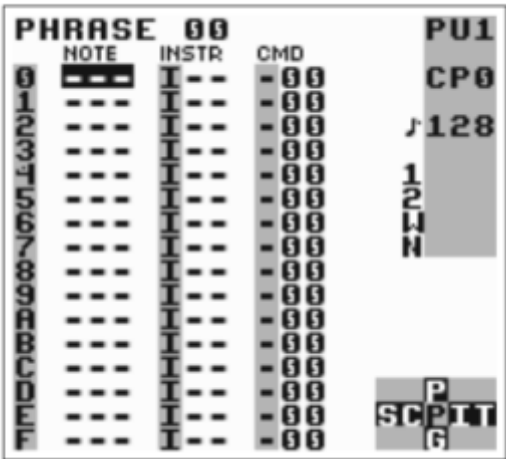 PHRASE 00 PU1
NOTE INSTR CMD
0 --- I-- -00 CP0
1 --- I-- -00
2 --- I-- -00 ♪128
3 --- I-- -00
4 --- I-- -00 1
5 --- I-- -00 2
6 --- I-- -00 W
7 --- I-- -00 N
8 --- I-- -00
9 --- I-- -00
A --- I-- -00
B --- I-- -00
C --- I-- -00
D --- I-- -00 P
E --- I-- -00 SCPIT
F --- I-- -00 G